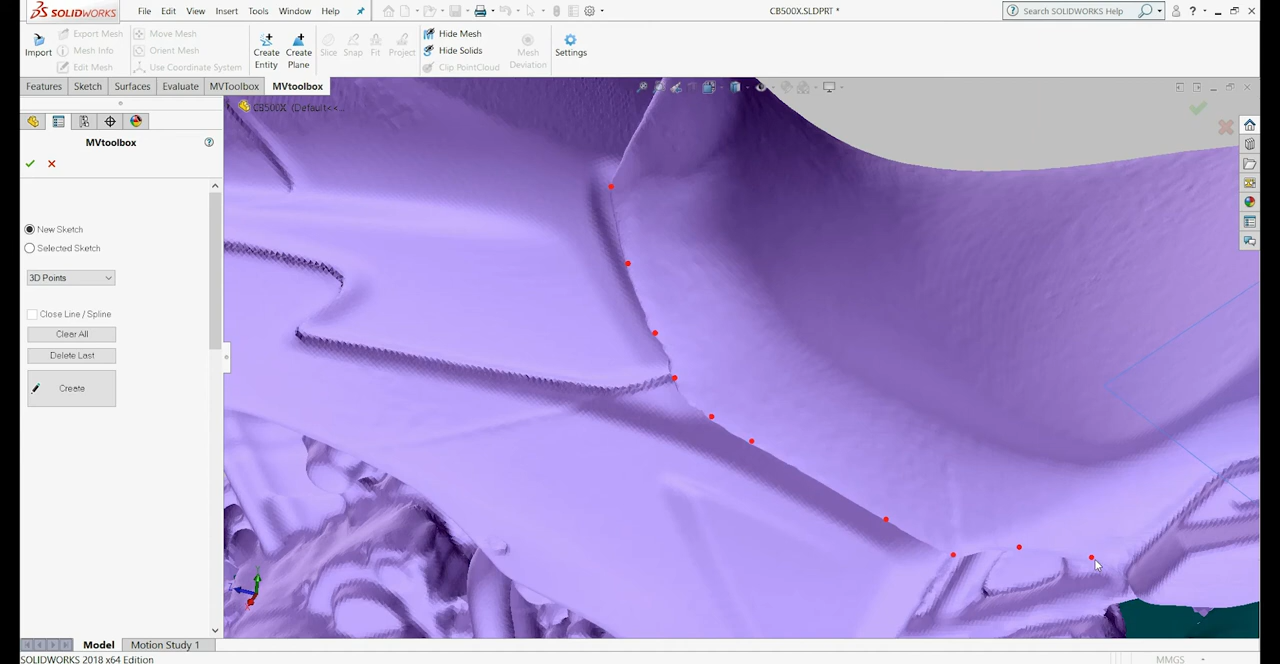 SOLIDWORKS
File Edit View Insert Tools Window Help
CB500X.SLDPRT *
Search SOLIDWORKS Help
?
Import
Export Mesh
Mesh Info
Edit Mesh
Move Mesh
Orient Mesh
Use Coordinate System
Create Entity
Create Plane
Slice
Snap
Fit
Project
Hide Mesh
Hide Solids
Clip PointCloud
Mesh Deviation
Settings
Features Sketch Surfaces Evaluate MVToolbox MVtoolbox
CB500X (Default<<...
MVtoolbox
New Sketch
Selected Sketch
3D Points
Close Line / Spline
Clear All
Delete Last
Create
Z
Model Motion Study 1
SOLIDWORKS 2018 x64 Edition
MMGS